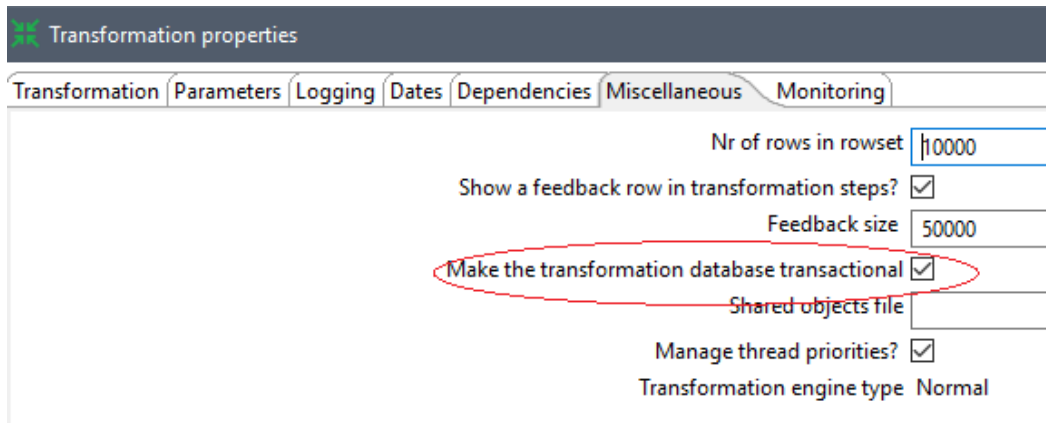 Transformation properties
Transformation Parameters Logging Dates Dependencies Miscellaneous Monitoring
Nr of rows in rowset 10000
Show a feedback row in transformation steps?
Feedback size 50000
Make the transformation database transactional
Shared objects file
Manage thread priorities?
Transformation engine type Normal